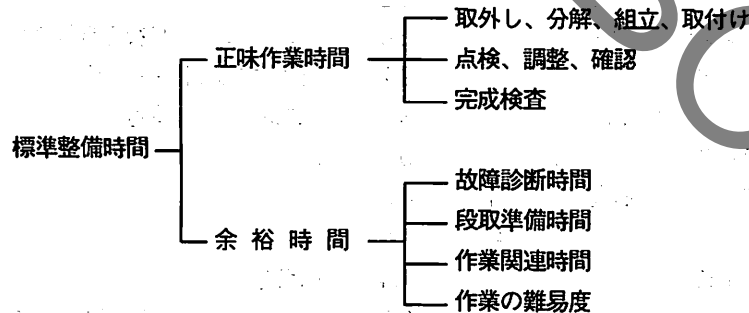 標準整備時間
正味作業時間
取外し、分解、組立、取付け
点検、調整、確認
完成検査
余裕時間
故障診断時間
段取準備時間
作業関連時間
作業の難易度